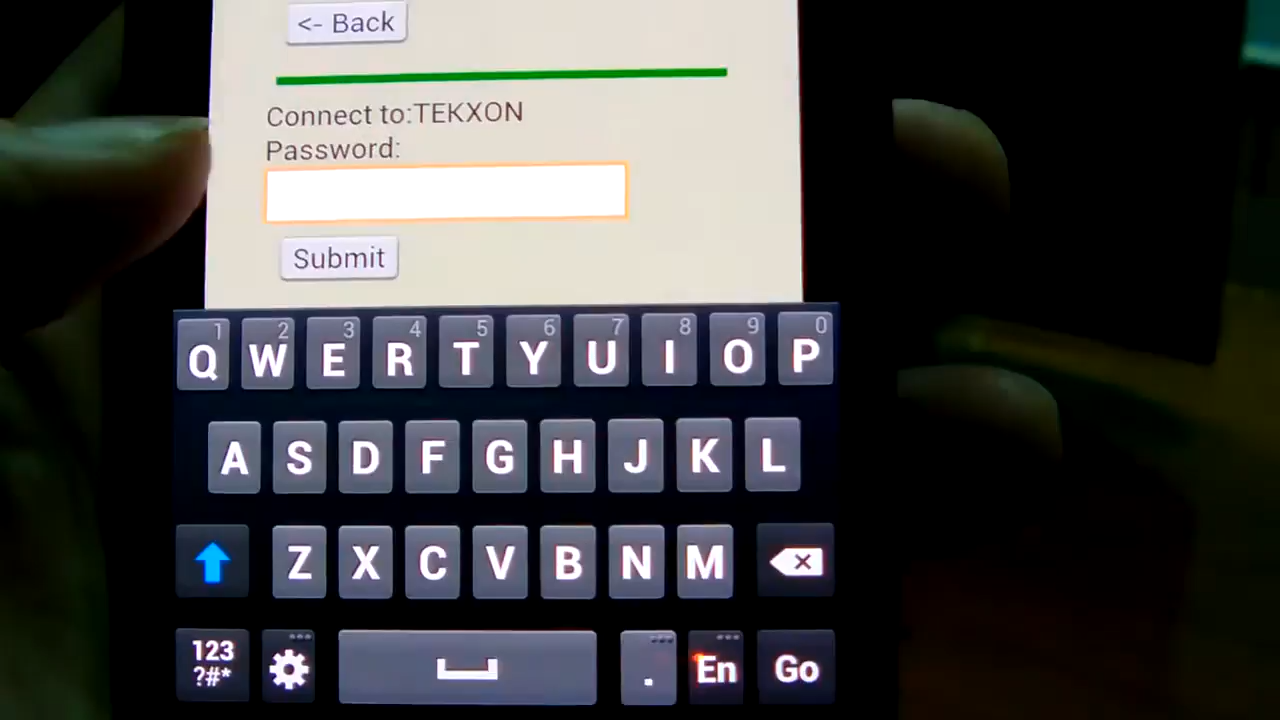 <- Back
Connect to:TEKXON
Password:
Submit
1 2 3 4 5 6 7 8 9 0
Q W E R T Y U I O P
A S D F G H J K L
Z X C V B N M
123
?#*
. En Go